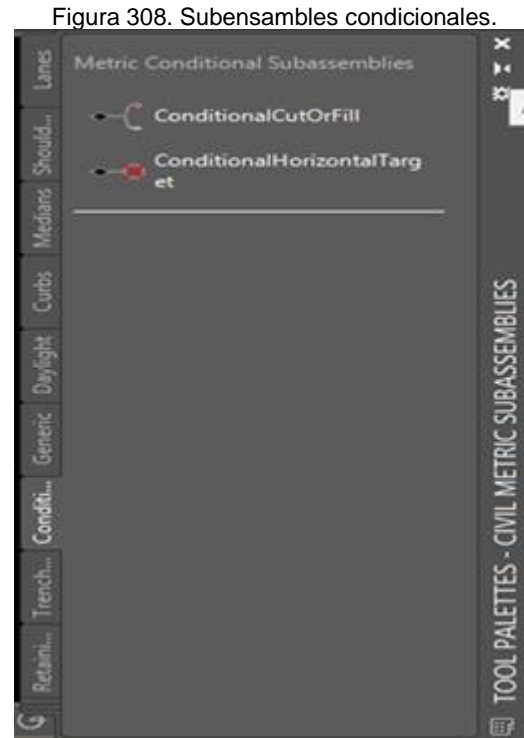 Figura 308. Subensambles condicionales.
Metric Conditional Subassemblies
ConditionalCutOrFill
ConditionalHorizontalTarg
et
Lanes
Should...
Medians
Curbs
Daylight
Generic
Conditi...
Trench...
Retaini...
TOOL PALETTES - CIVIL METRIC SUBASSEMBLIES